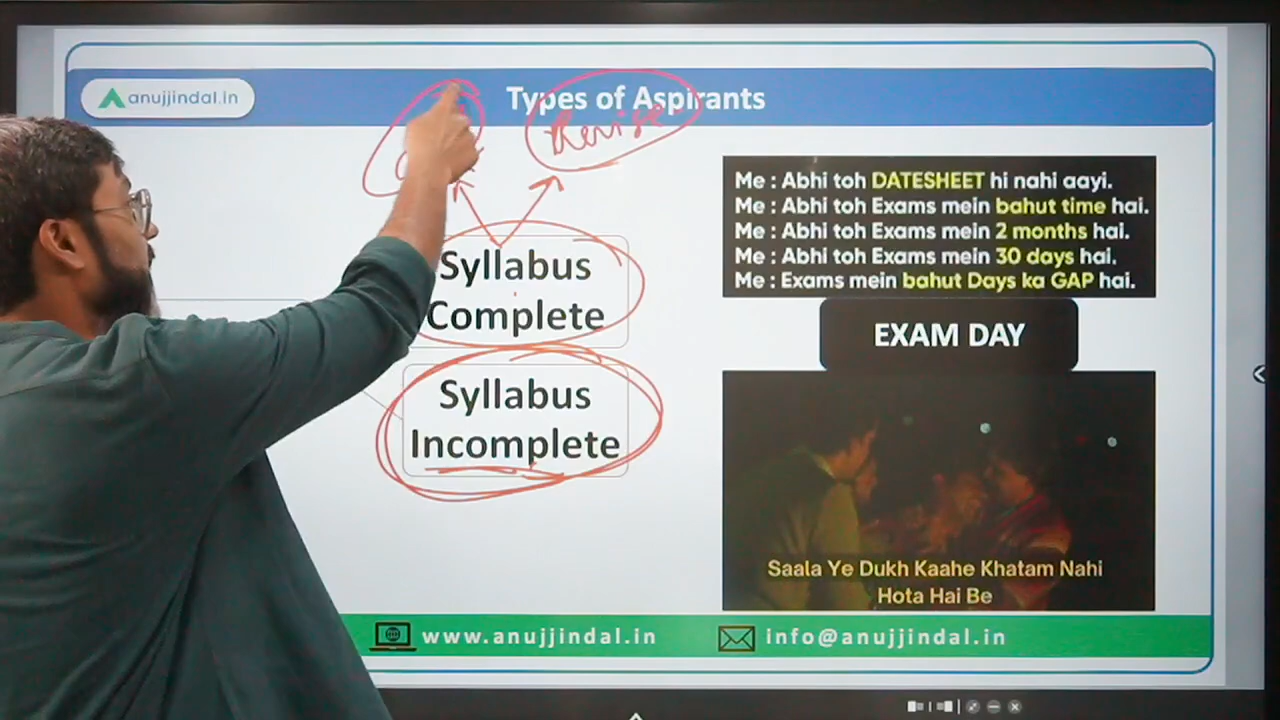 anujjindal.in
Types of Aspirants
Revise
Syllabus
Complete
Syllabus
Incomplete
Me : Abhi toh DATESHEET hi nahi aayi.
Me : Abhi toh Exams mein bahut time hai.
Me : Abhi toh Exams mein 2 months hai.
Me : Abhi toh Exams mein 30 days hai.
Me : Exams mein bahut Days ka GAP hai.
EXAM DAY
Saala Ye Dukh Kaahe Khatam Nahi
Hota Hai Be
www.anujjindal.in
info@anujjindal.in